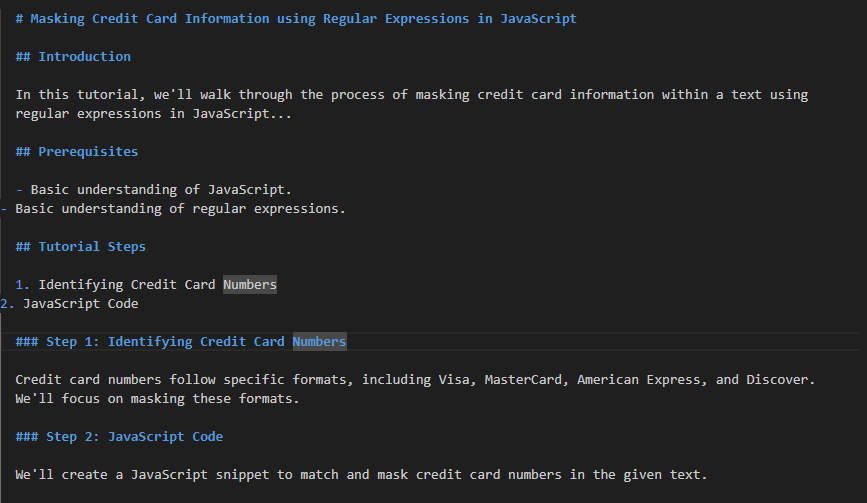 # Masking Credit Card Information using Regular Expressions in JavaScript
## Introduction
In this tutorial, we'll walk through the process of masking credit card information within a text using
regular expressions in JavaScript...
## Prerequisites
- Basic understanding of JavaScript.
- Basic understanding of regular expressions.
## Tutorial Steps
1. Identifying Credit Card Numbers
2. JavaScript Code
### Step 1: Identifying Credit Card Numbers
Credit card numbers follow specific formats, including Visa, MasterCard, American Express, and Discover.
We'll focus on masking these formats.
### Step 2: JavaScript Code
We'll create a JavaScript snippet to match and mask credit card numbers in the given text.